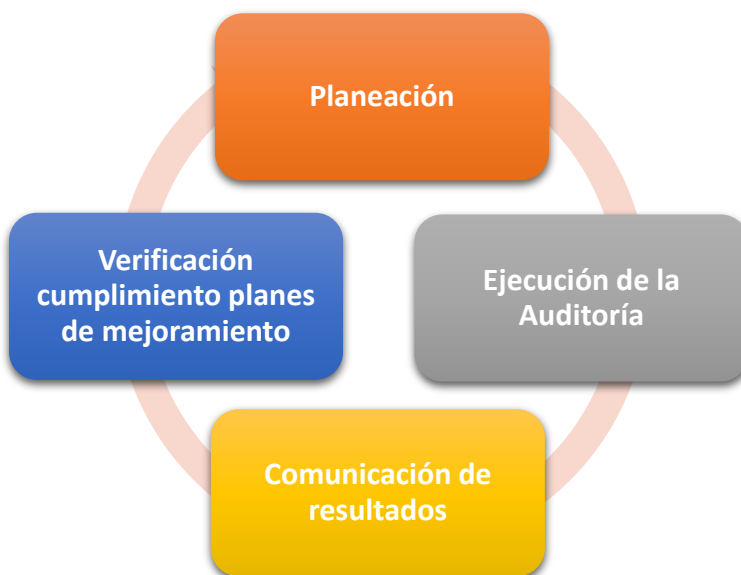 Planeación
Ejecución de la
Auditoría
Comunicación de
resultados
Verificación
cumplimiento planes
de mejoramiento